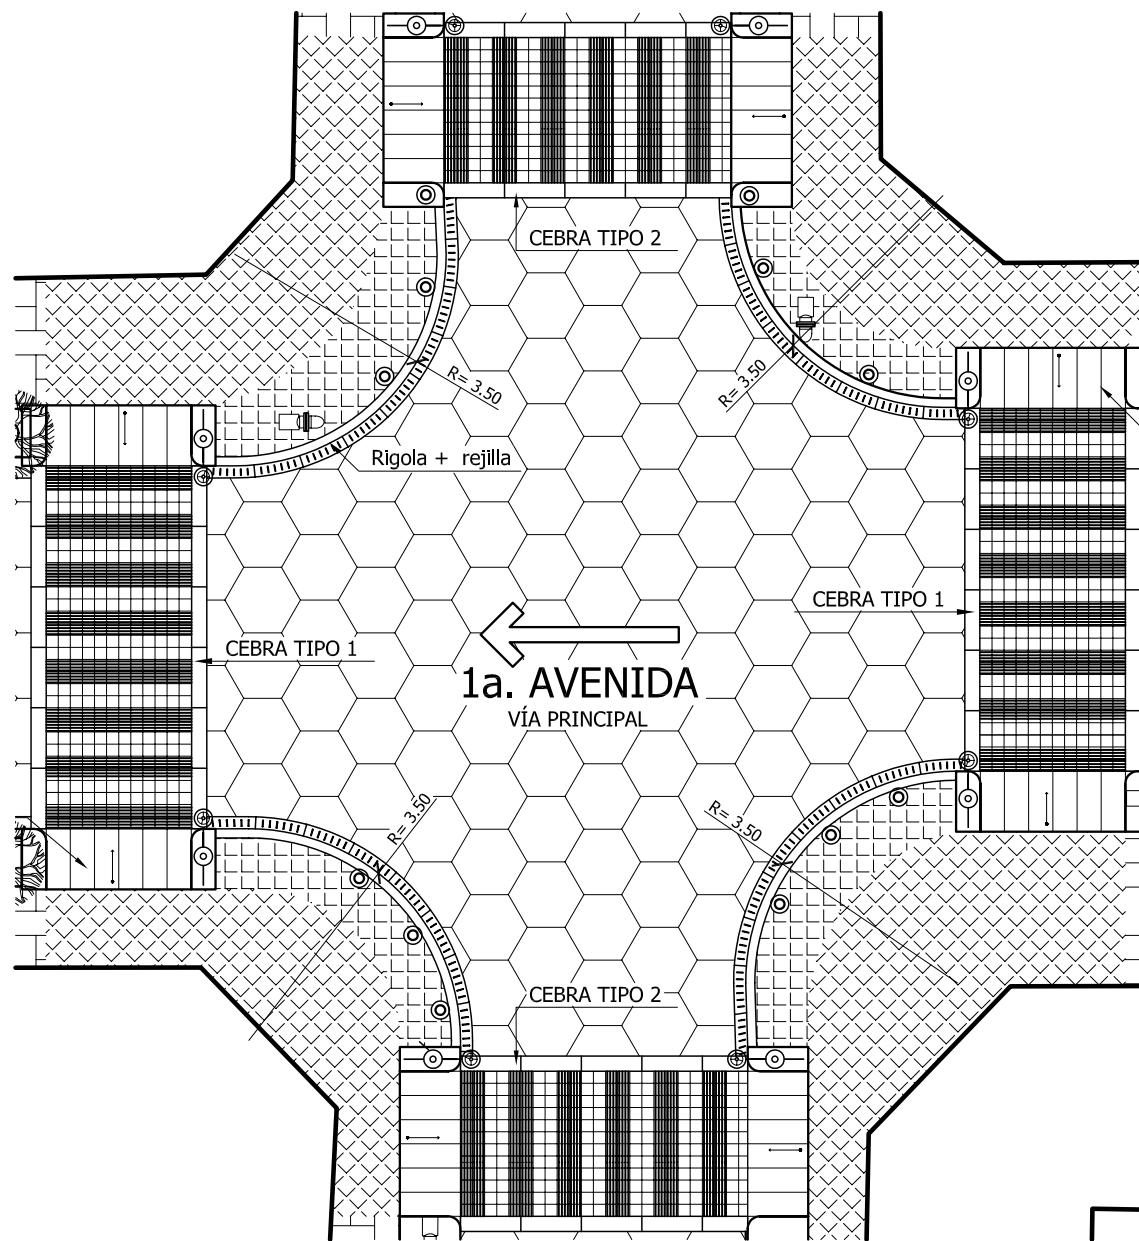 CEBRA TIPO 2
R= 3.50
R= 3.50
Rigola + rejilla
CEBRA TIPO 1
CEBRA TIPO 1
1a. AVENIDA
VÍA PRINCIPAL
R= 3.50
R= 3.50
CEBRA TIPO 2